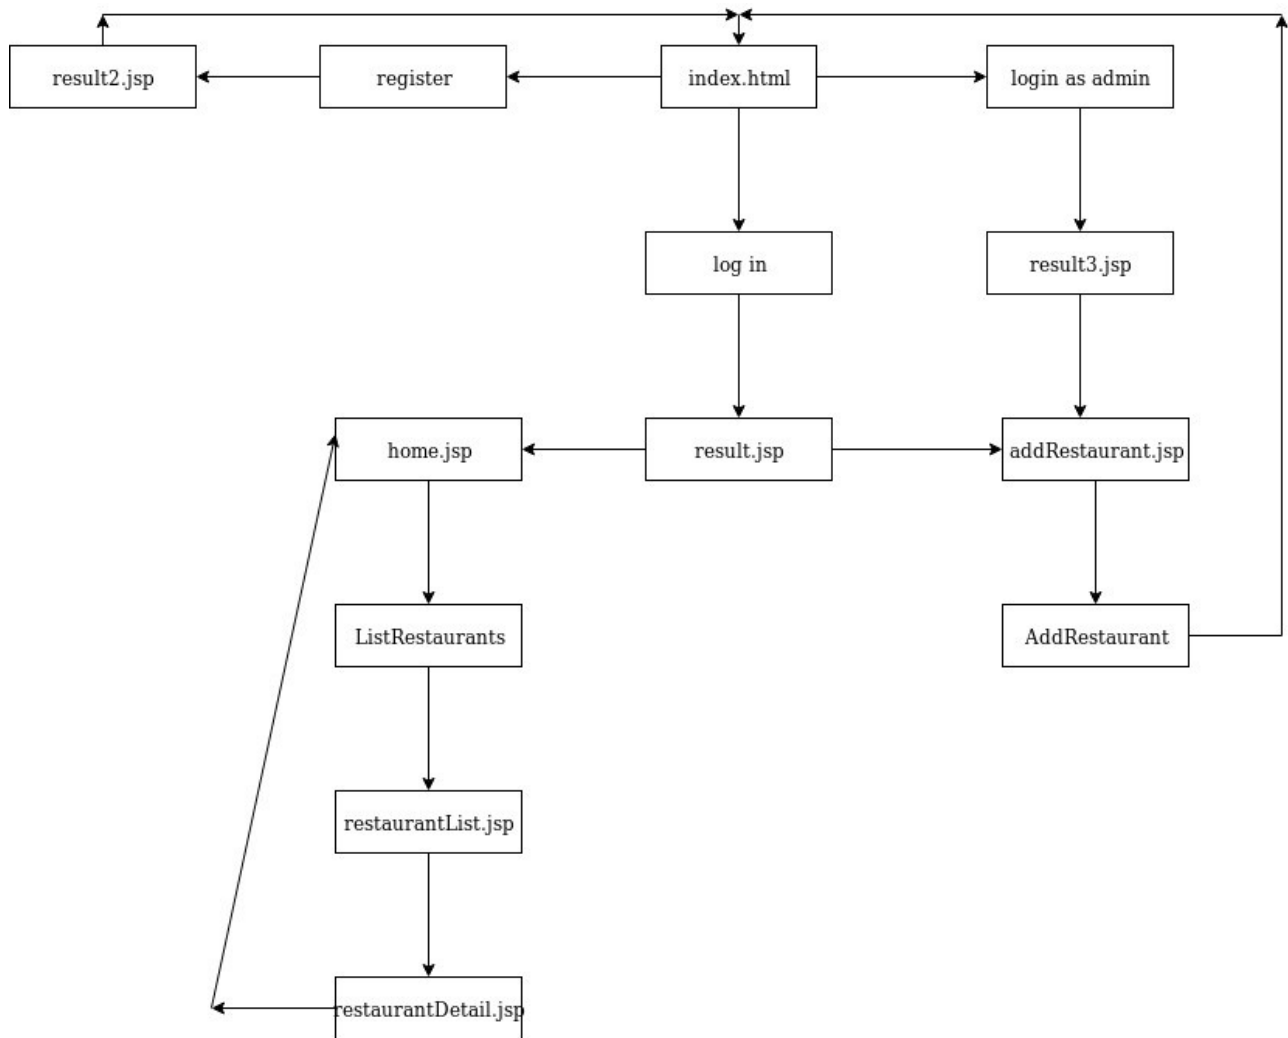 result2.jsp
register
index.html
login as admin
log in
result3.jsp
home.jsp
result.jsp
addRestaurant.jsp
ListRestaurants
AddRestaurant
restaurantList.jsp
restaurantDetail.jsp